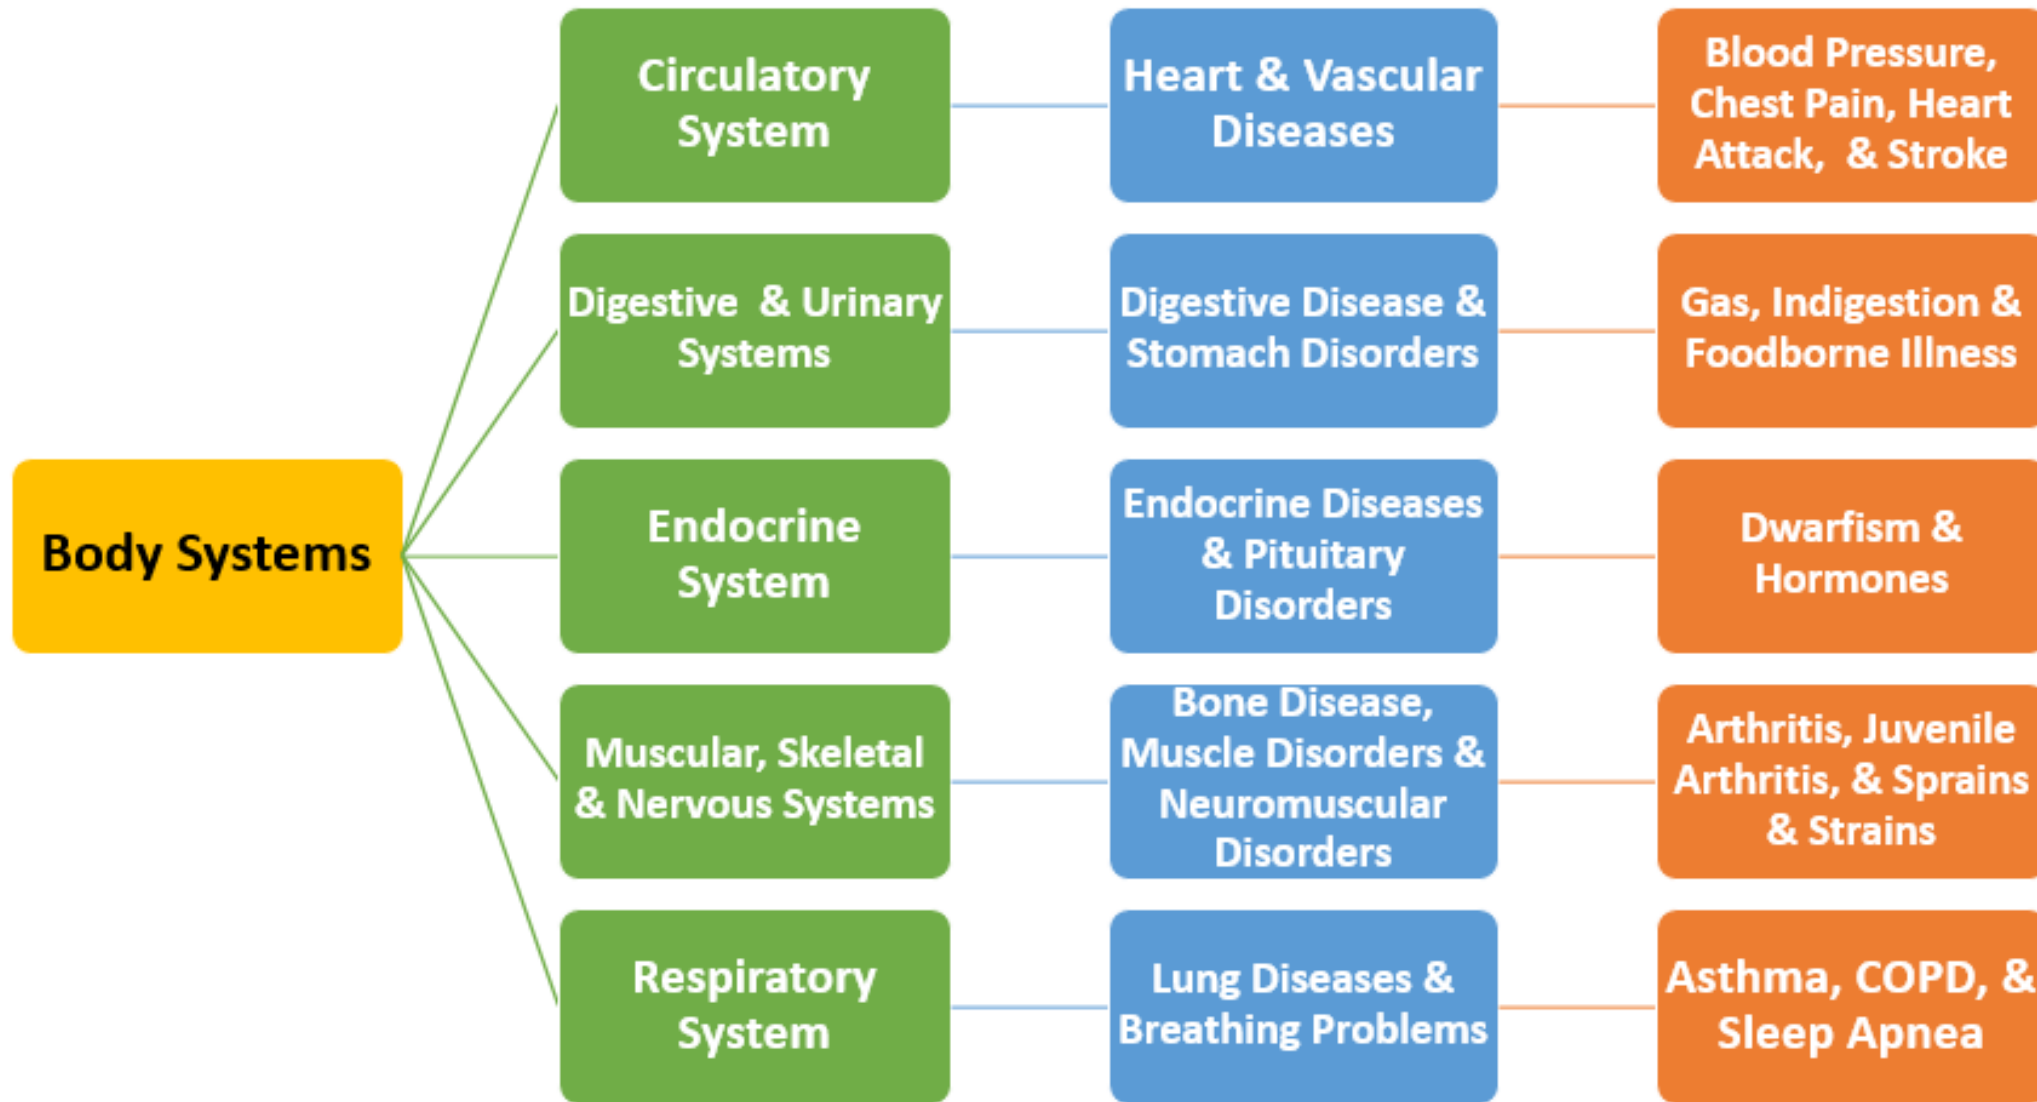 Body Systems
Circulatory
System
Heart & Vascular
Diseases
Blood Pressure,
Chest Pain, Heart
Attack,  & Stroke
Digestive  & Urinary
Systems
Digestive Disease &
Stomach Disorders
Gas, Indigestion &
Foodborne Illness
Endocrine
System
Endocrine Diseases
& Pituitary
Disorders
Dwarfism &
Hormones
Muscular, Skeletal
& Nervous Systems
Bone Disease,
Muscle Disorders &
Neuromuscular
Disorders
Arthritis, Juvenile
Arthritis, & Sprains
& Strains
Respiratory
System
Lung Diseases &
Breathing Problems
Asthma, COPD, &
Sleep Apnea